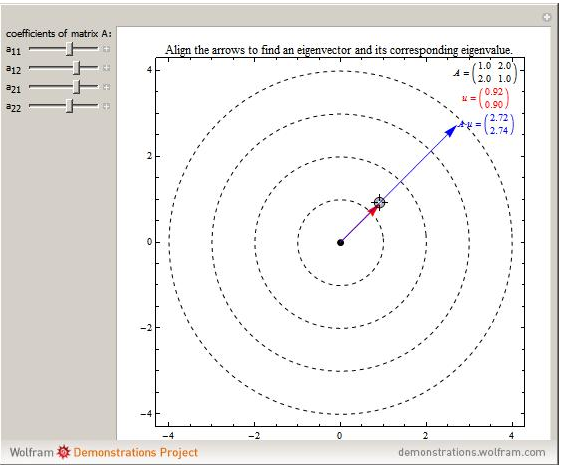 coefficients of matrix A:
a11
a12
a21
a22
Align the arrows to find an eigenvector and its corresponding eigenvalue.
A = (1.0 2.0
2.0 1.0)
u = (0.92
0.90)
A·u = (2.72
2.74)
4
2
0
−2
−4
−4
−2
0
2
4
Wolfram Demonstrations Project
demonstrations.wolfram.com